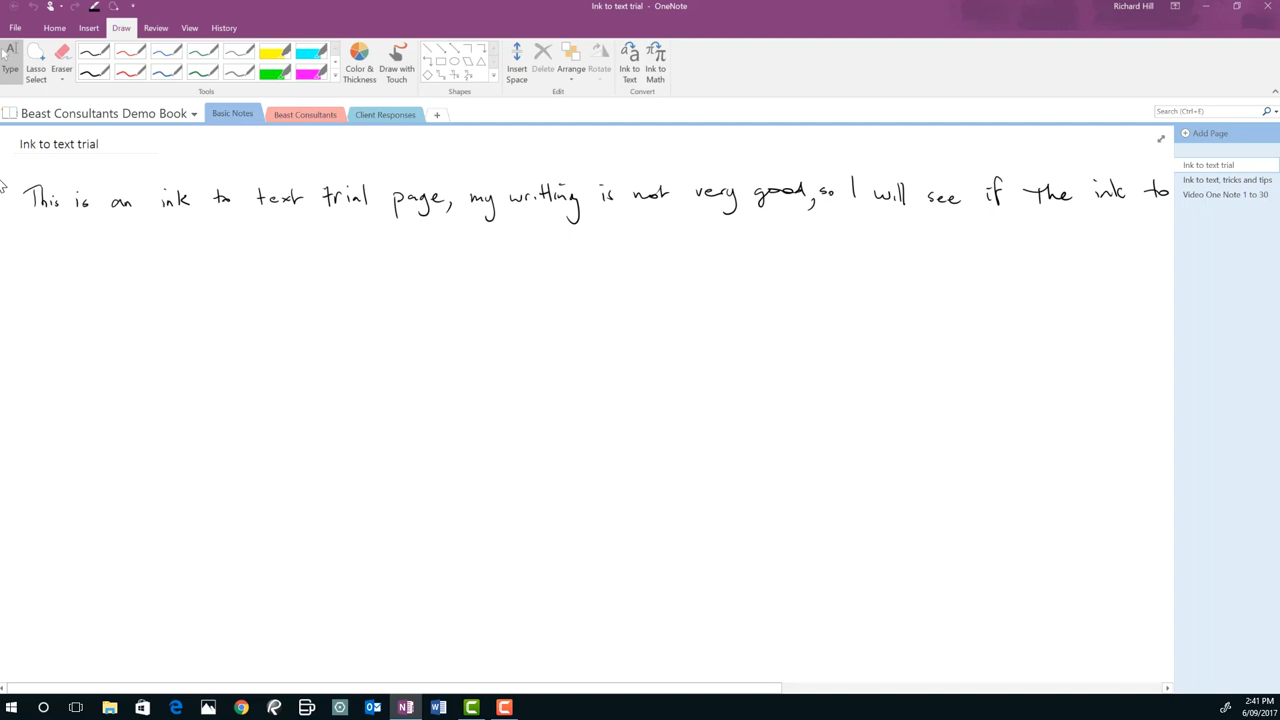 Ink to text trial - OneNote
Richard Hill
File Home Insert Draw Review View History
Type
Lasso Select
Eraser
Color & Thickness
Draw with Touch
Insert Space
Delete
Arrange
Rotate
Ink to Text
Ink to Math
Tools
Shapes
Edit
Convert
Beast Consultants Demo Book
Basic Notes
Beast Consultants
Client Responses
+
Search (Ctrl+E)
Add Page
Ink to text trial
Ink to text trial
Ink to text, tricks and tips
Video One Note 1 to 30
This is an ink to text trial page, my writting is not very good, so I will see if the ink to
2:41 PM
6/09/2017